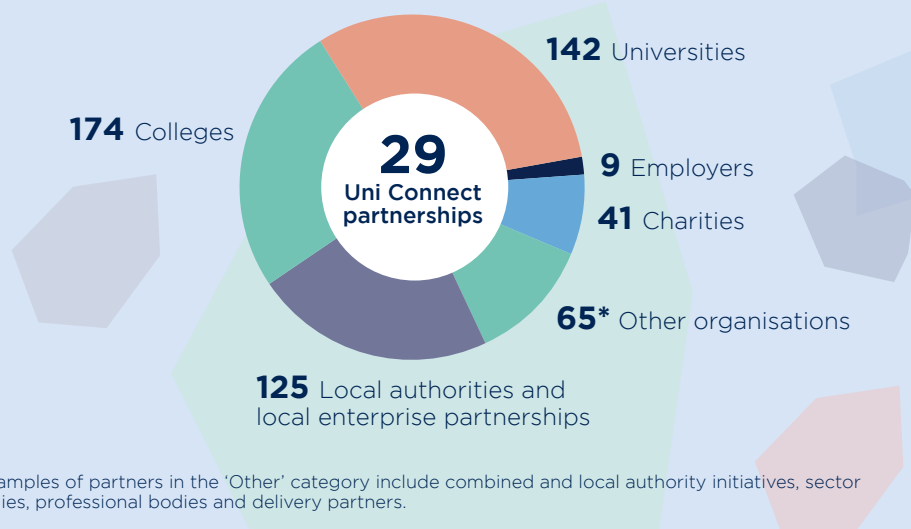 142 Universities
174 Colleges
29
Uni Connect
partnerships
9 Employers
41 Charities
65* Other organisations
125 Local authorities and
local enterprise partnerships
of partners in the ‘Other’ category include combined and local authority initiatives, sector
professional bodies and delivery partners.